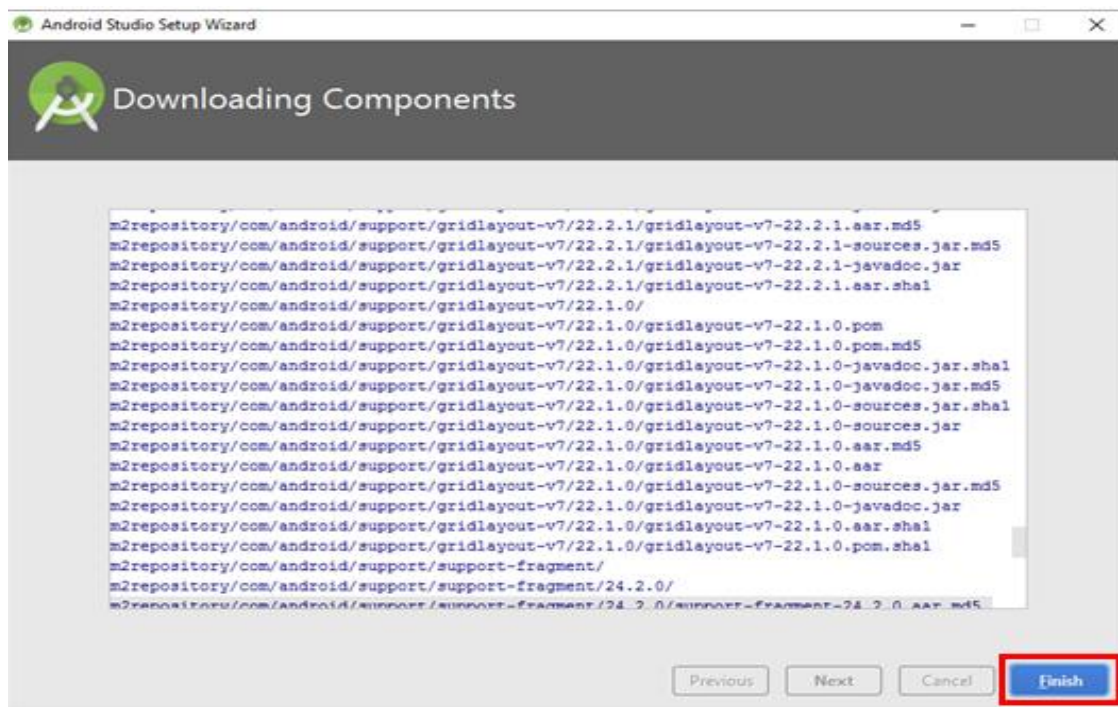 Android Studio Setup Wizard
Downloading Components
m2repository/com/android/support/gridlayout-v7/22.2.1/gridlayout-v7-22.2.1.aar.md5
m2repository/com/android/support/gridlayout-v7/22.2.1/gridlayout-v7-22.2.1-sources.jar.md5
m2repository/com/android/support/gridlayout-v7/22.2.1/gridlayout-v7-22.2.1-javadoc.jar
m2repository/com/android/support/gridlayout-v7/22.2.1/gridlayout-v7-22.2.1.aar.sha1
m2repository/com/android/support/gridlayout-v7/22.1.0/
m2repository/com/android/support/gridlayout-v7/22.1.0/gridlayout-v7-22.1.0.pom
m2repository/com/android/support/gridlayout-v7/22.1.0/gridlayout-v7-22.1.0.pom.md5
m2repository/com/android/support/gridlayout-v7/22.1.0/gridlayout-v7-22.1.0-javadoc.jar.sha1
m2repository/com/android/support/gridlayout-v7/22.1.0/gridlayout-v7-22.1.0-javadoc.jar.md5
m2repository/com/android/support/gridlayout-v7/22.1.0/gridlayout-v7-22.1.0-sources.jar.sha1
m2repository/com/android/support/gridlayout-v7/22.1.0/gridlayout-v7-22.1.0-sources.jar
m2repository/com/android/support/gridlayout-v7/22.1.0/gridlayout-v7-22.1.0.aar.md5
m2repository/com/android/support/gridlayout-v7/22.1.0/gridlayout-v7-22.1.0.aar
m2repository/com/android/support/gridlayout-v7/22.1.0/gridlayout-v7-22.1.0-sources.jar.md5
m2repository/com/android/support/gridlayout-v7/22.1.0/gridlayout-v7-22.1.0-javadoc.jar
m2repository/com/android/support/gridlayout-v7/22.1.0/gridlayout-v7-22.1.0.aar.sha1
m2repository/com/android/support/gridlayout-v7/22.1.0/gridlayout-v7-22.1.0.pom.sha1
m2repository/com/android/support/support-fragment/
m2repository/com/android/support/support-fragment/24.2.0/
m2repository/com/android/support/support-fragment/24.2.0/support-fragment-24.2.0.aar.md5
Previous Next Cancel Finish